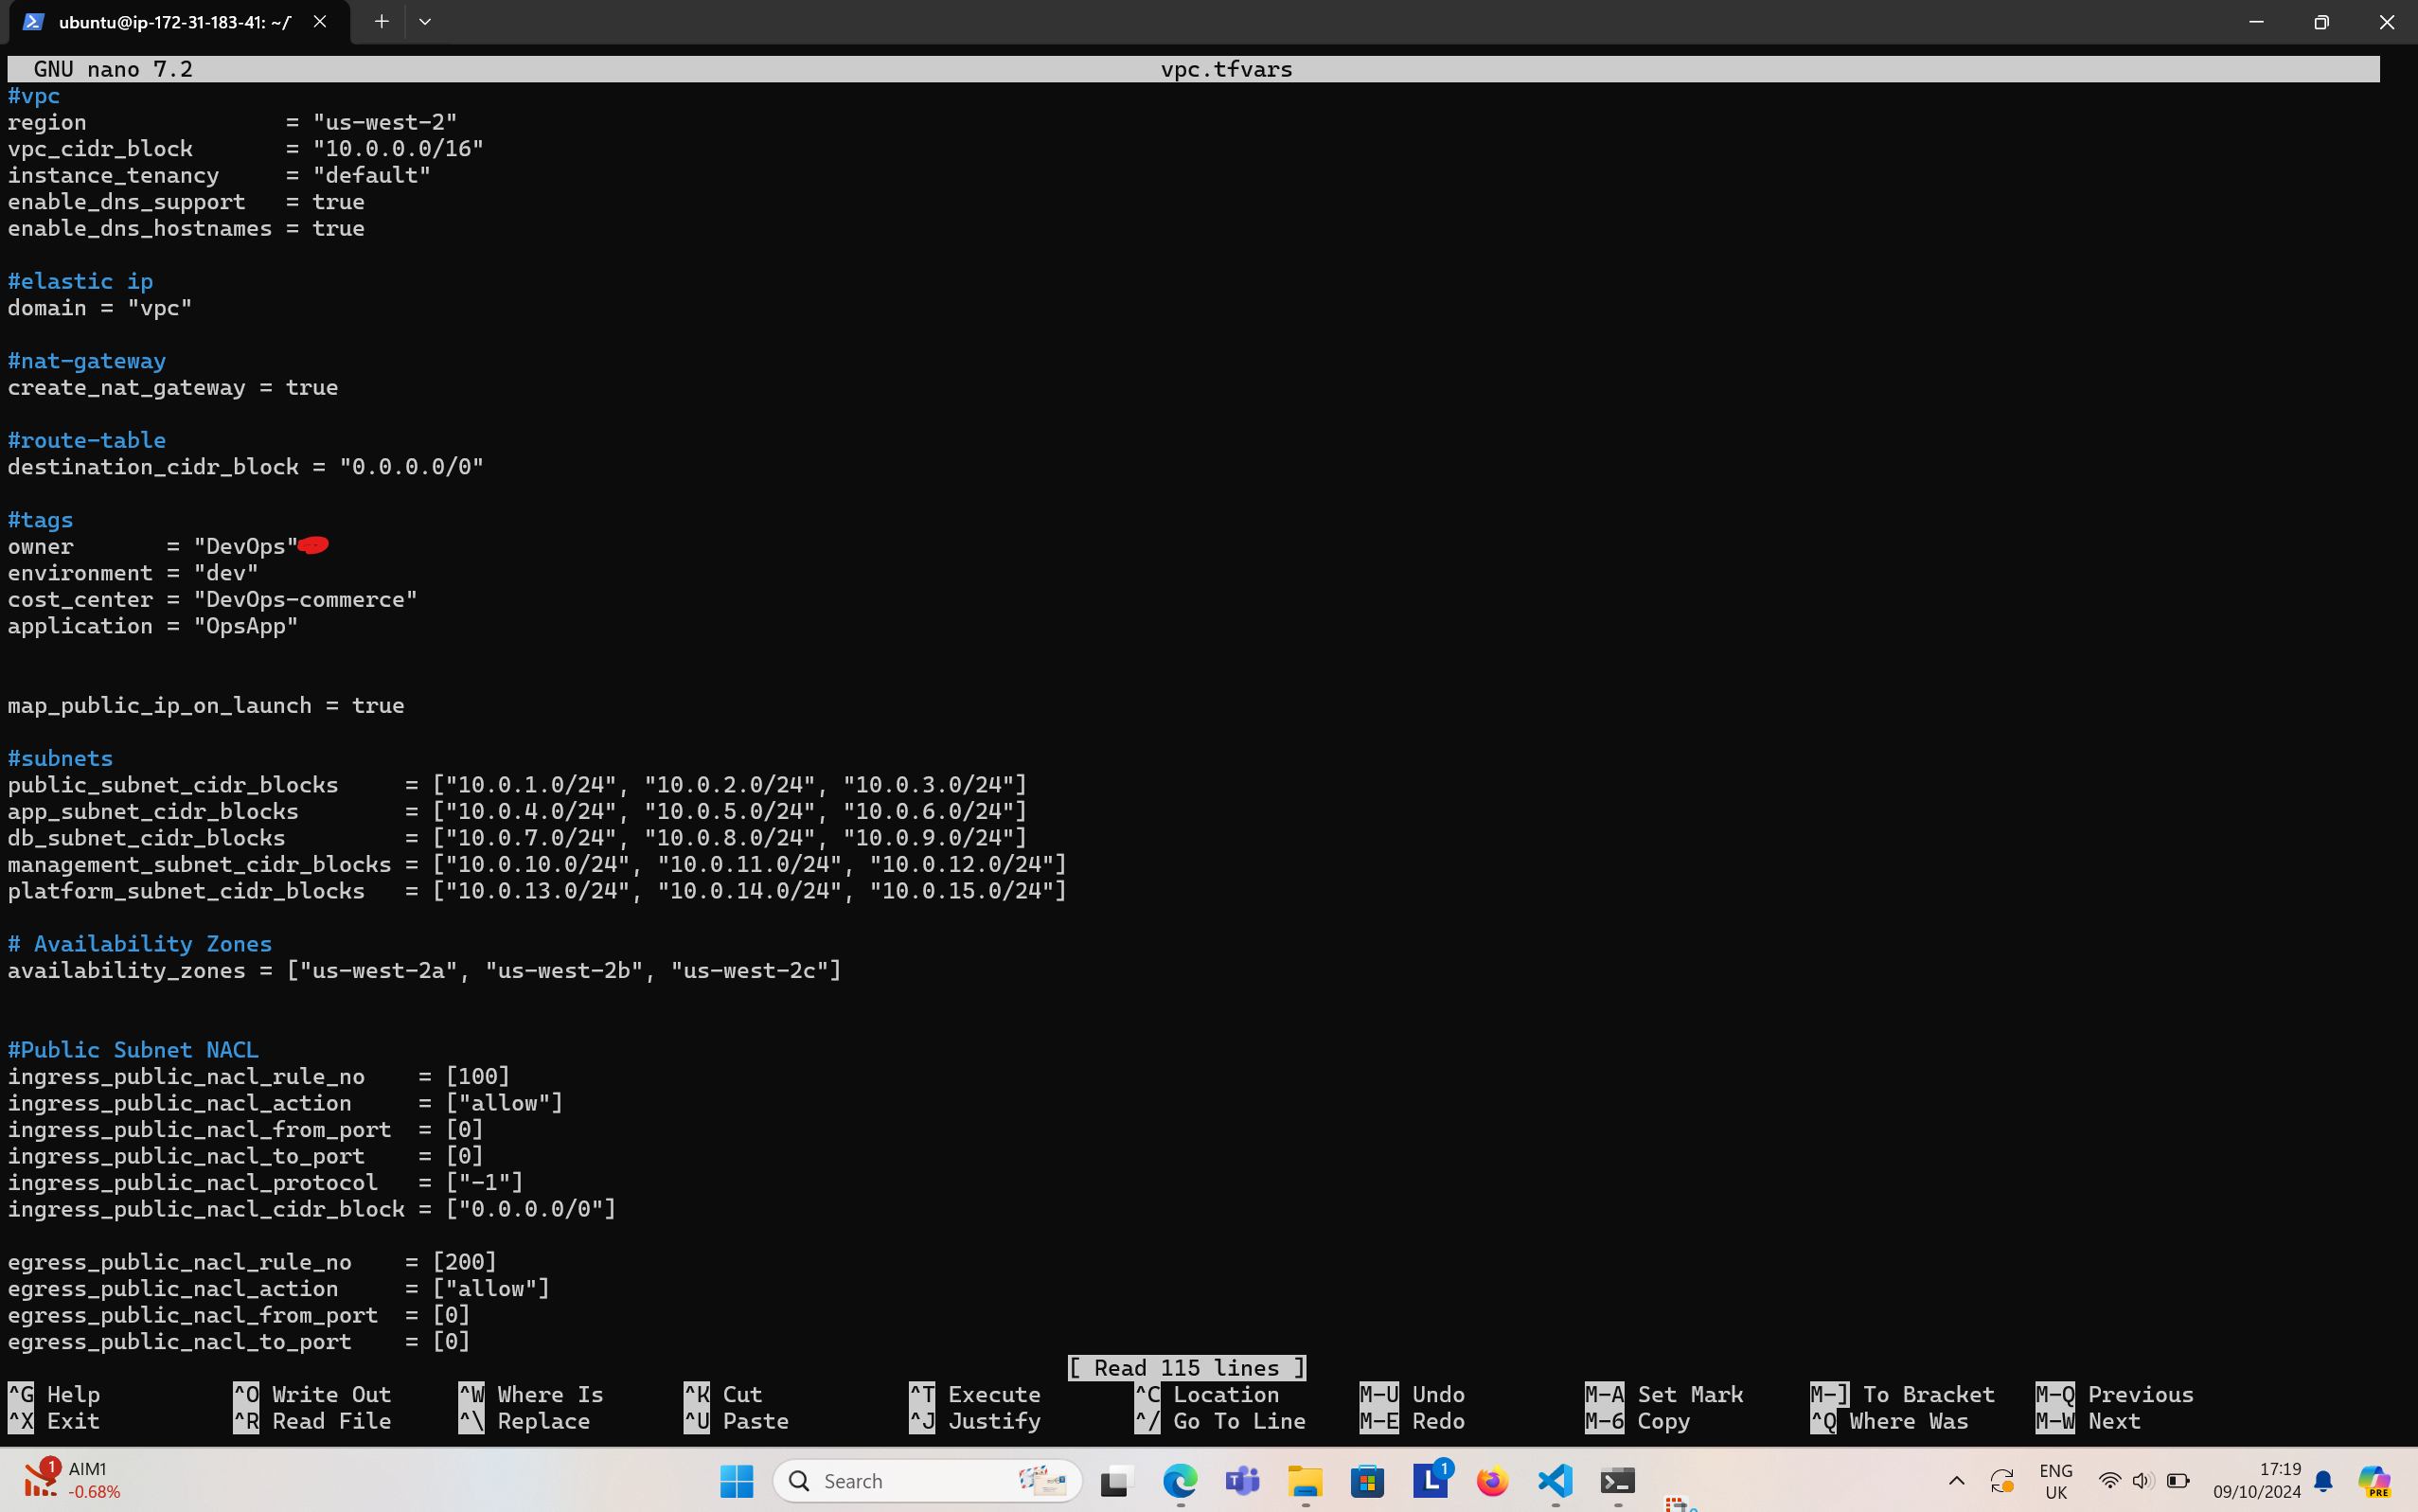 ubuntu@ip-172-31-183-41: ~/
GNU nano 7.2 vpc.tfvars
#vpc
region = "us-west-2"
vpc_cidr_block = "10.0.0.0/16"
instance_tenancy = "default"
enable_dns_support = true
enable_dns_hostnames = true
#elastic ip
domain = "vpc"
#nat-gateway
create_nat_gateway = true
#route-table
destination_cidr_block = "0.0.0.0/0"
#tags
owner = "DevOps"
environment = "dev"
cost_center = "DevOps-commerce"
application = "OpsApp"
map_public_ip_on_launch = true
#subnets
public_subnet_cidr_blocks = ["10.0.1.0/24", "10.0.2.0/24", "10.0.3.0/24"]
app_subnet_cidr_blocks = ["10.0.4.0/24", "10.0.5.0/24", "10.0.6.0/24"]
db_subnet_cidr_blocks = ["10.0.7.0/24", "10.0.8.0/24", "10.0.9.0/24"]
management_subnet_cidr_blocks = ["10.0.10.0/24", "10.0.11.0/24", "10.0.12.0/24"]
platform_subnet_cidr_blocks = ["10.0.13.0/24", "10.0.14.0/24", "10.0.15.0/24"]
# Availability Zones
availability_zones = ["us-west-2a", "us-west-2b", "us-west-2c"]
#Public Subnet NACL
ingress_public_nacl_rule_no = [100]
ingress_public_nacl_action = ["allow"]
ingress_public_nacl_from_port = [0]
ingress_public_nacl_to_port = [0]
ingress_public_nacl_protocol = ["-1"]
ingress_public_nacl_cidr_block = ["0.0.0.0/0"]
egress_public_nacl_rule_no = [200]
egress_public_nacl_action = ["allow"]
egress_public_nacl_from_port = [0]
egress_public_nacl_to_port = [0]
[ Read 115 lines ]
^G Help ^O Write Out ^W Where Is ^K Cut ^T Execute ^C Location M-U Undo M-A Set Mark M-] To Bracket M-Q Previous
^X Exit ^R Read File ^\ Replace ^U Paste ^J Justify ^/ Go To Line M-E Redo M-6 Copy ^Q Where Was M-W Next
1 AIM1
-0.68%
Search
L 1
ENG
UK
17:19
09/10/2024
PRE